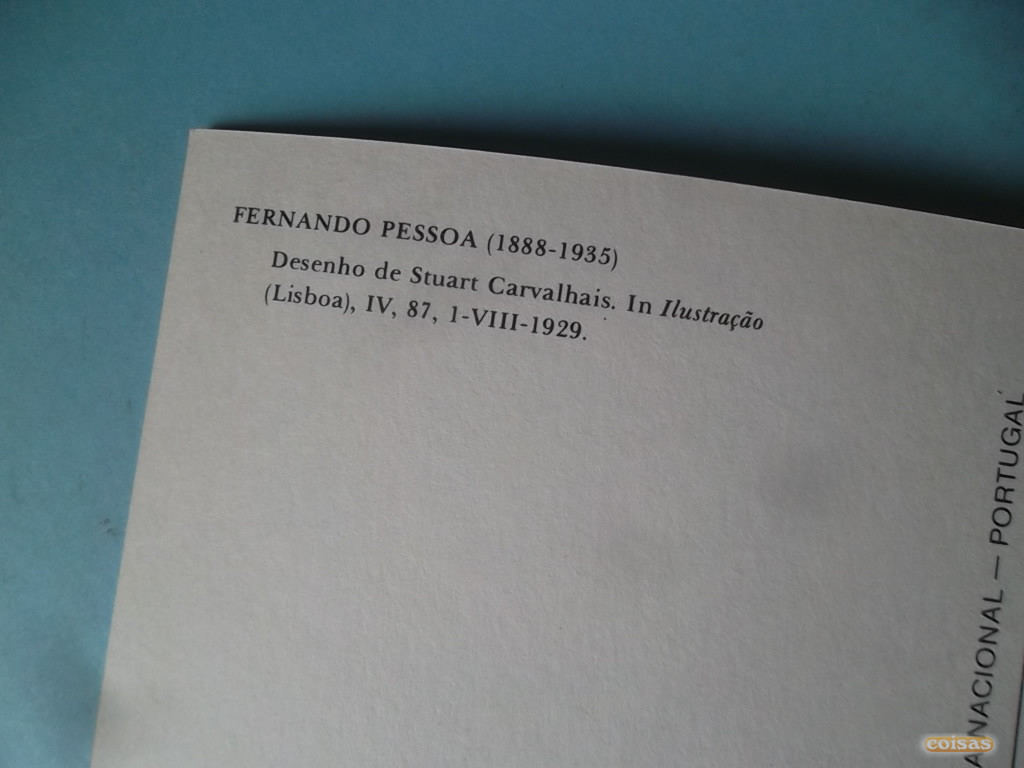 FERNANDO PESSOA (1888-1935)
Desenho de Stuart Carvalhais. In Ilustração
(Lisboa), IV, 87, 1-VIII-1929.
A NACIONAL — PORTUGAL
coisas